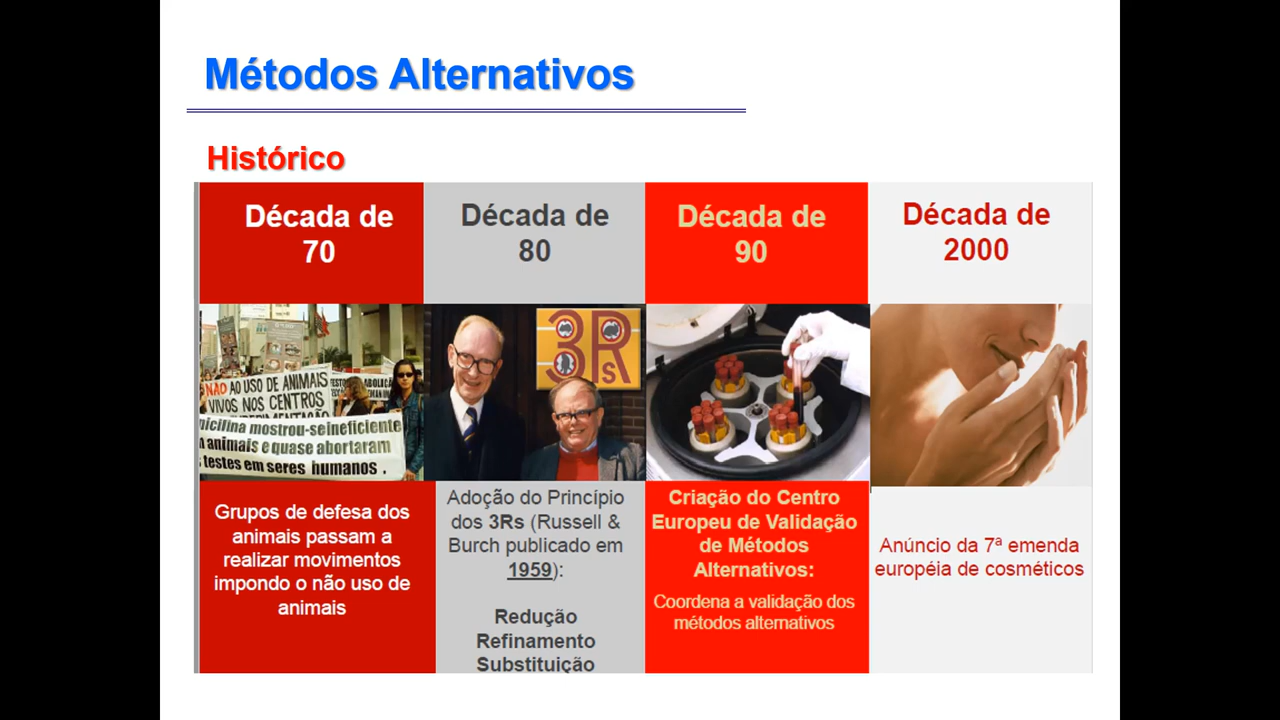 Métodos Alternativos
Histórico
Década de
70
Década de
80
Década de
90
Década de
2000
NÃO AO USO DE ANIMAIS
VIVOS NOS CENTROS
nicilina mostrou-se ineficiente
animais e quase abortaram
testes em seres humanos .
3Rs
Grupos de defesa dos
animais passam a
realizar movimentos
impondo o não uso de
animais
Adoção do Princípio
dos 3Rs (Russell &
Burch publicado em
1959):
Redução
Refinamento
Substituição
Criação do Centro
Europeu de Validação
de Métodos
Alternativos:
Coordena a validação dos
métodos alternativos
Anúncio da 7ª emenda
européia de cosméticos